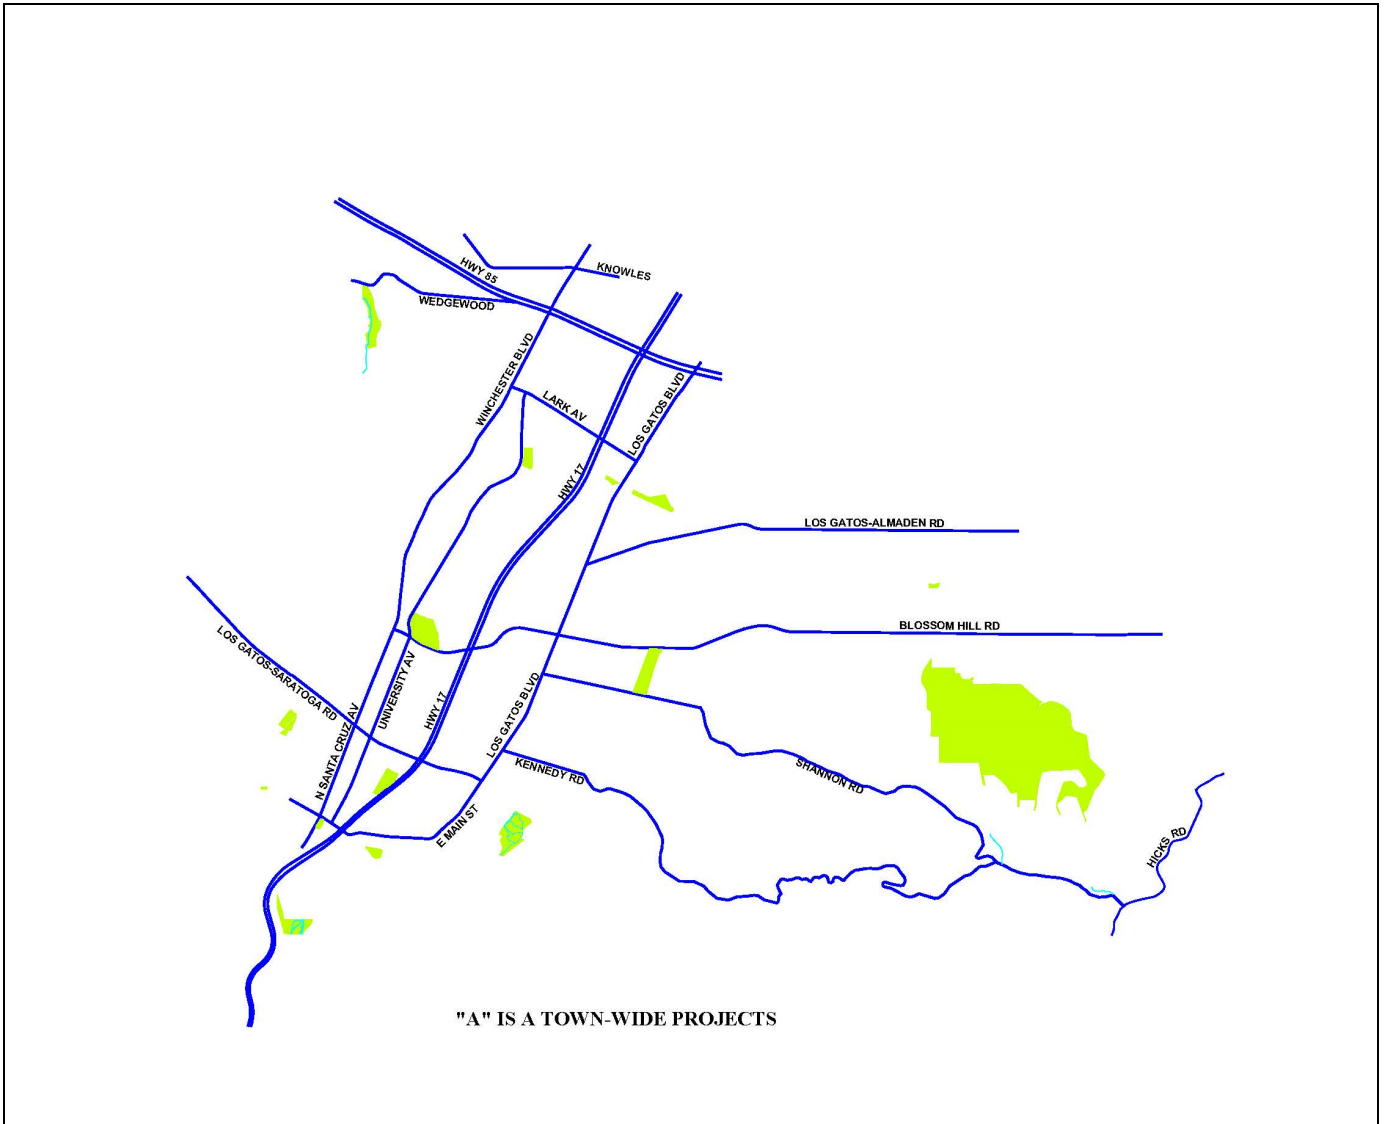 HWY 85
KNOWLES
WEDGEWOOD
WINCHESTER BLVD
LARK AV
LOS GATOS BLVD
HWY 17
LOS GATOS-ALMADEN RD
BLOSSOM HILL RD
LOS GATOS-SARATOGA RD
UNIVERSITY AV
HWY 17
LOS GATOS BLVD
N SANTA CRUZ AV
KENNEDY RD
SHANNON RD
E MAIN ST
HICKS RD
"A" IS A TOWN-WIDE PROJECTS